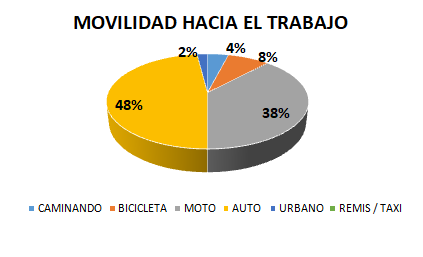 MOVILIDAD HACIA EL TRABAJO
2% 4%
8%
48%
38%
CAMINANDO BICICLETA MOTO AUTO URBANO REMIS / TAXI